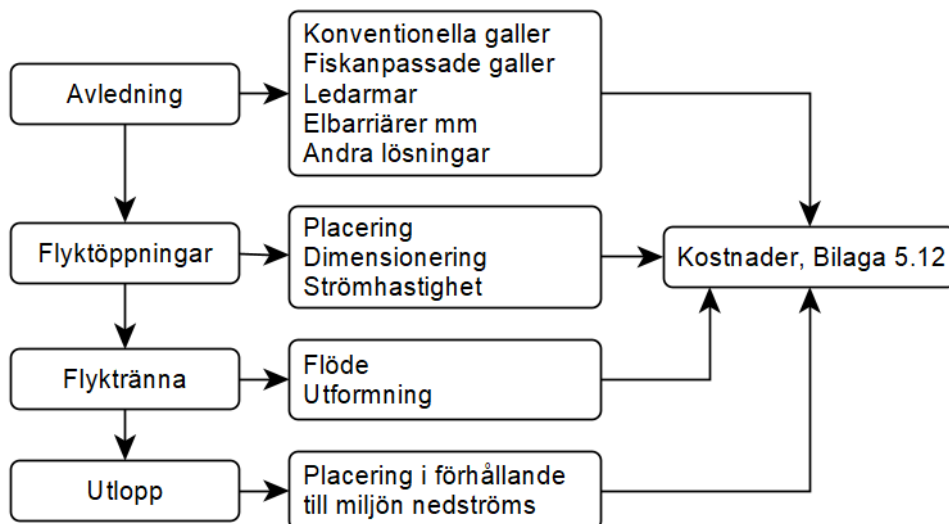 Avledning
Konventionella galler
Fiskanpassade galler
Ledarmar
Elbarriärer mm
Andra lösningar
Flyktöppningar
Placering
Dimensionering
Strömhastighet
Kostnader, Bilaga 5.12
Flyktränna
Flöde
Utformning
Utlopp
Placering i förhållande
till miljön nedströms